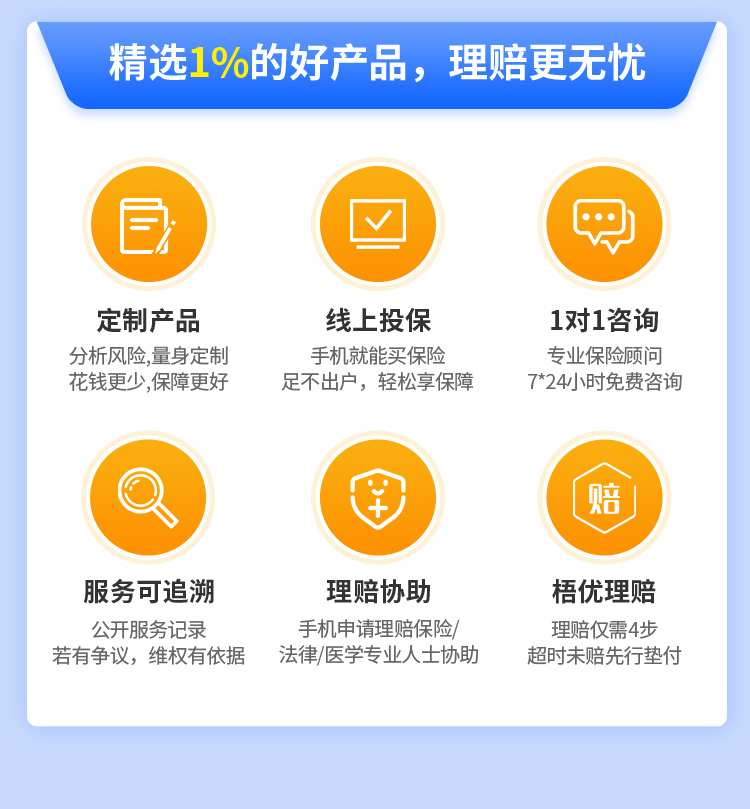 精选1%的好产品，理赔更无忧
定制产品
分析风险,量身定制
花钱更少,保障更好
线上投保
手机就能买保险
足不出户，轻松享保障
1对1咨询
专业保险顾问
7*24小时免费咨询
服务可追溯
公开服务记录
若有争议，维权有依据
理赔协助
手机申请理赔保险/
法律/医学专业人士协助
赔
梧优理赔
理赔仅需4步
超时未赔先行垫付